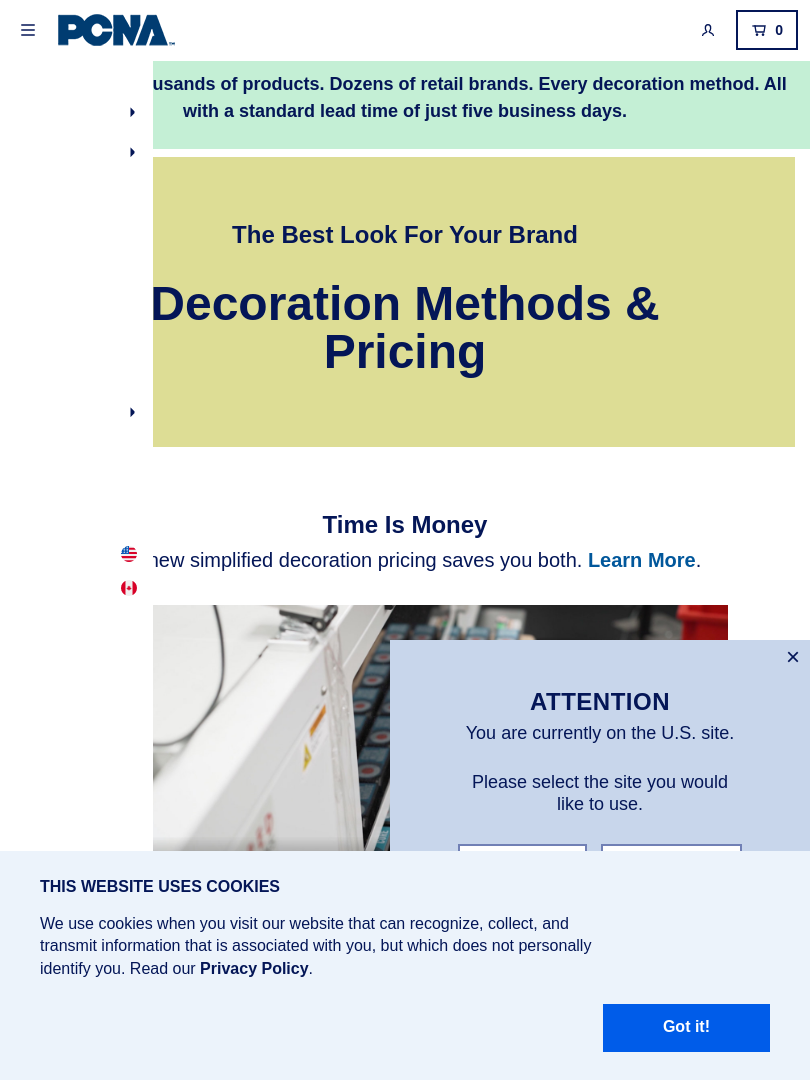 PCNA
0
usands of products. Dozens of retail brands. Every decoration method. All
with a standard lead time of just five business days.
The Best Look For Your Brand
Decoration Methods &
Pricing
Time Is Money
new simplified decoration pricing saves you both. Learn More.
ATTENTION
You are currently on the U.S. site.
Please select the site you would
like to use.
THIS WEBSITE USES COOKIES
We use cookies when you visit our website that can recognize, collect, and
transmit information that is associated with you, but which does not personally
identify you. Read our Privacy Policy.
Got it!